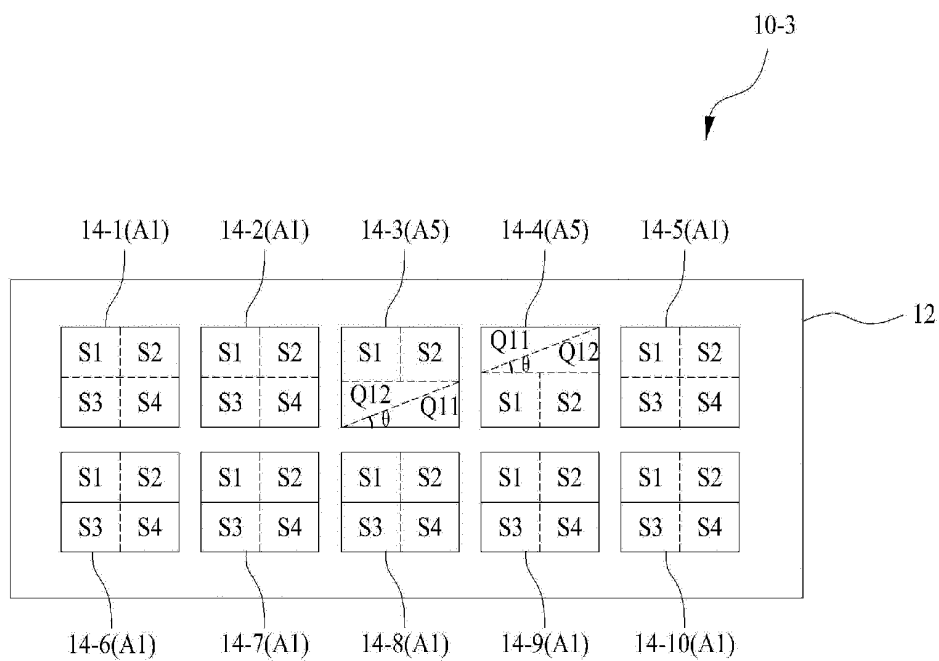 10-3
14-1(A1) 14-2(A1) 14-3(A5) 14-4(A5) 14-5(A1)
12
S1 S2 S1 S2 S1 S2 Q11 θ Q12 S1 S2
S3 S4 S3 S4 Q12 θ Q11 S1 S2 S3 S4
S1 S2 S1 S2 S1 S2 S1 S2 S1 S2
S3 S4 S3 S4 S3 S4 S3 S4 S3 S4
14-6(A1) 14-7(A1) 14-8(A1) 14-9(A1) 14-10(A1)